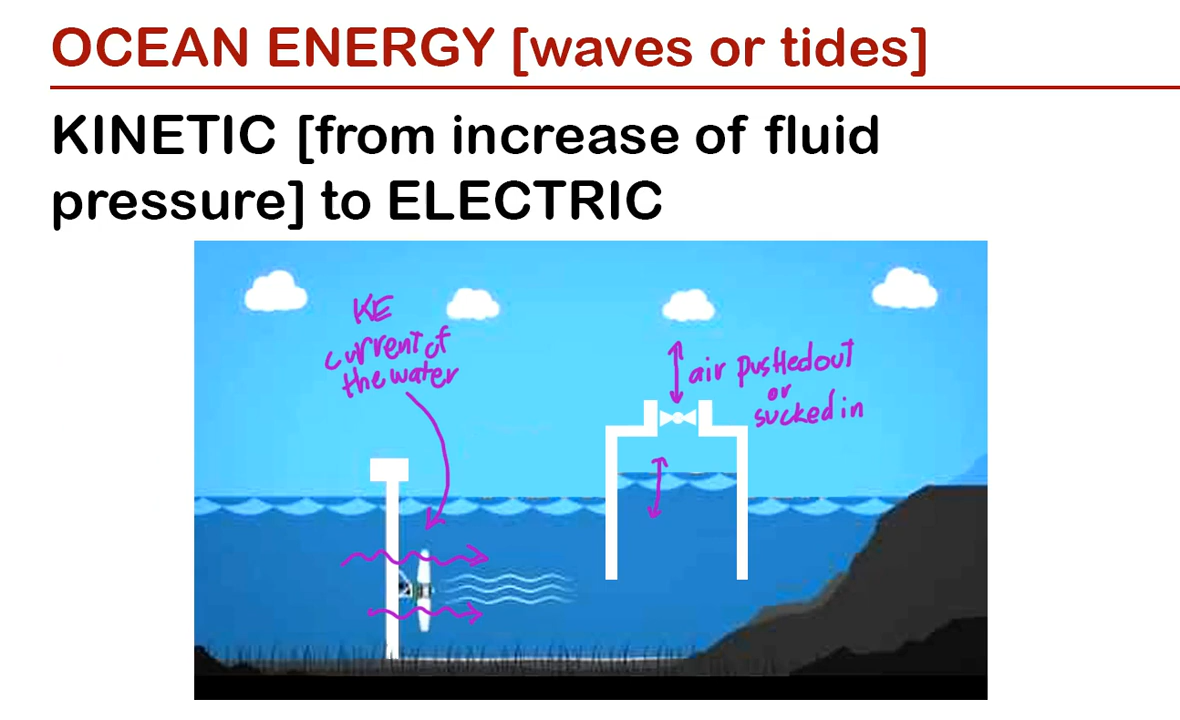 OCEAN ENERGY [waves or tides]
KINETIC [from increase of fluid
pressure] to ELECTRIC
KE
current of
the water
air pushed out
or
sucked in